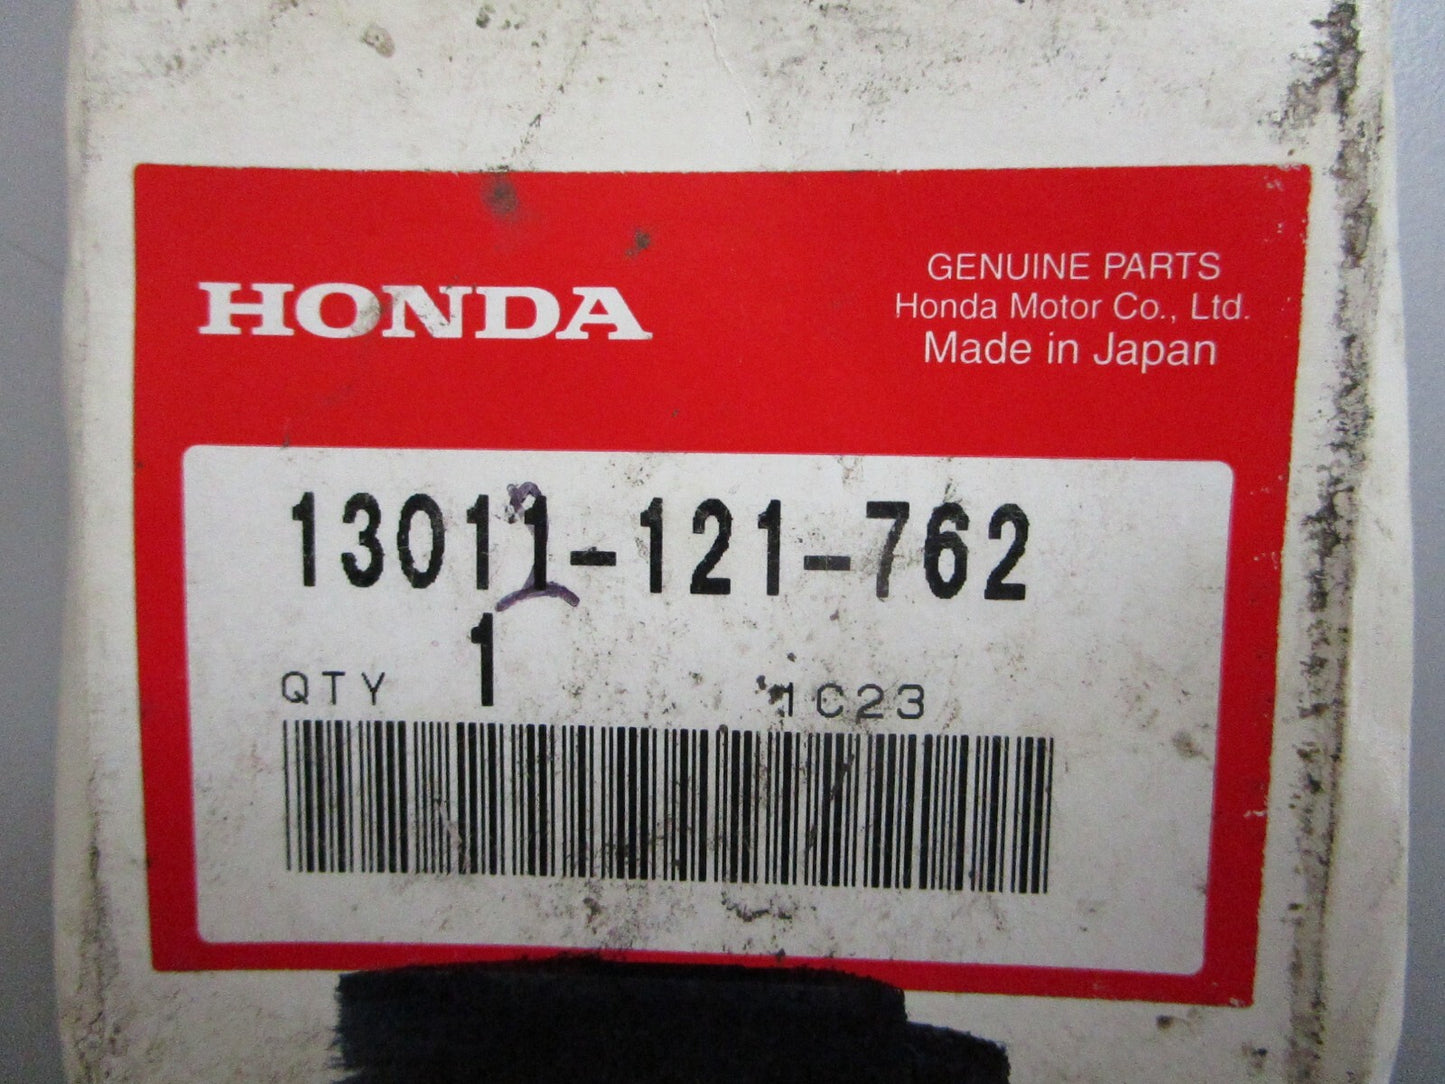 HONDA
GENUINE PARTS
Honda Motor Co., Ltd.
Made in Japan
13011-121-762
QTY 1 1C23